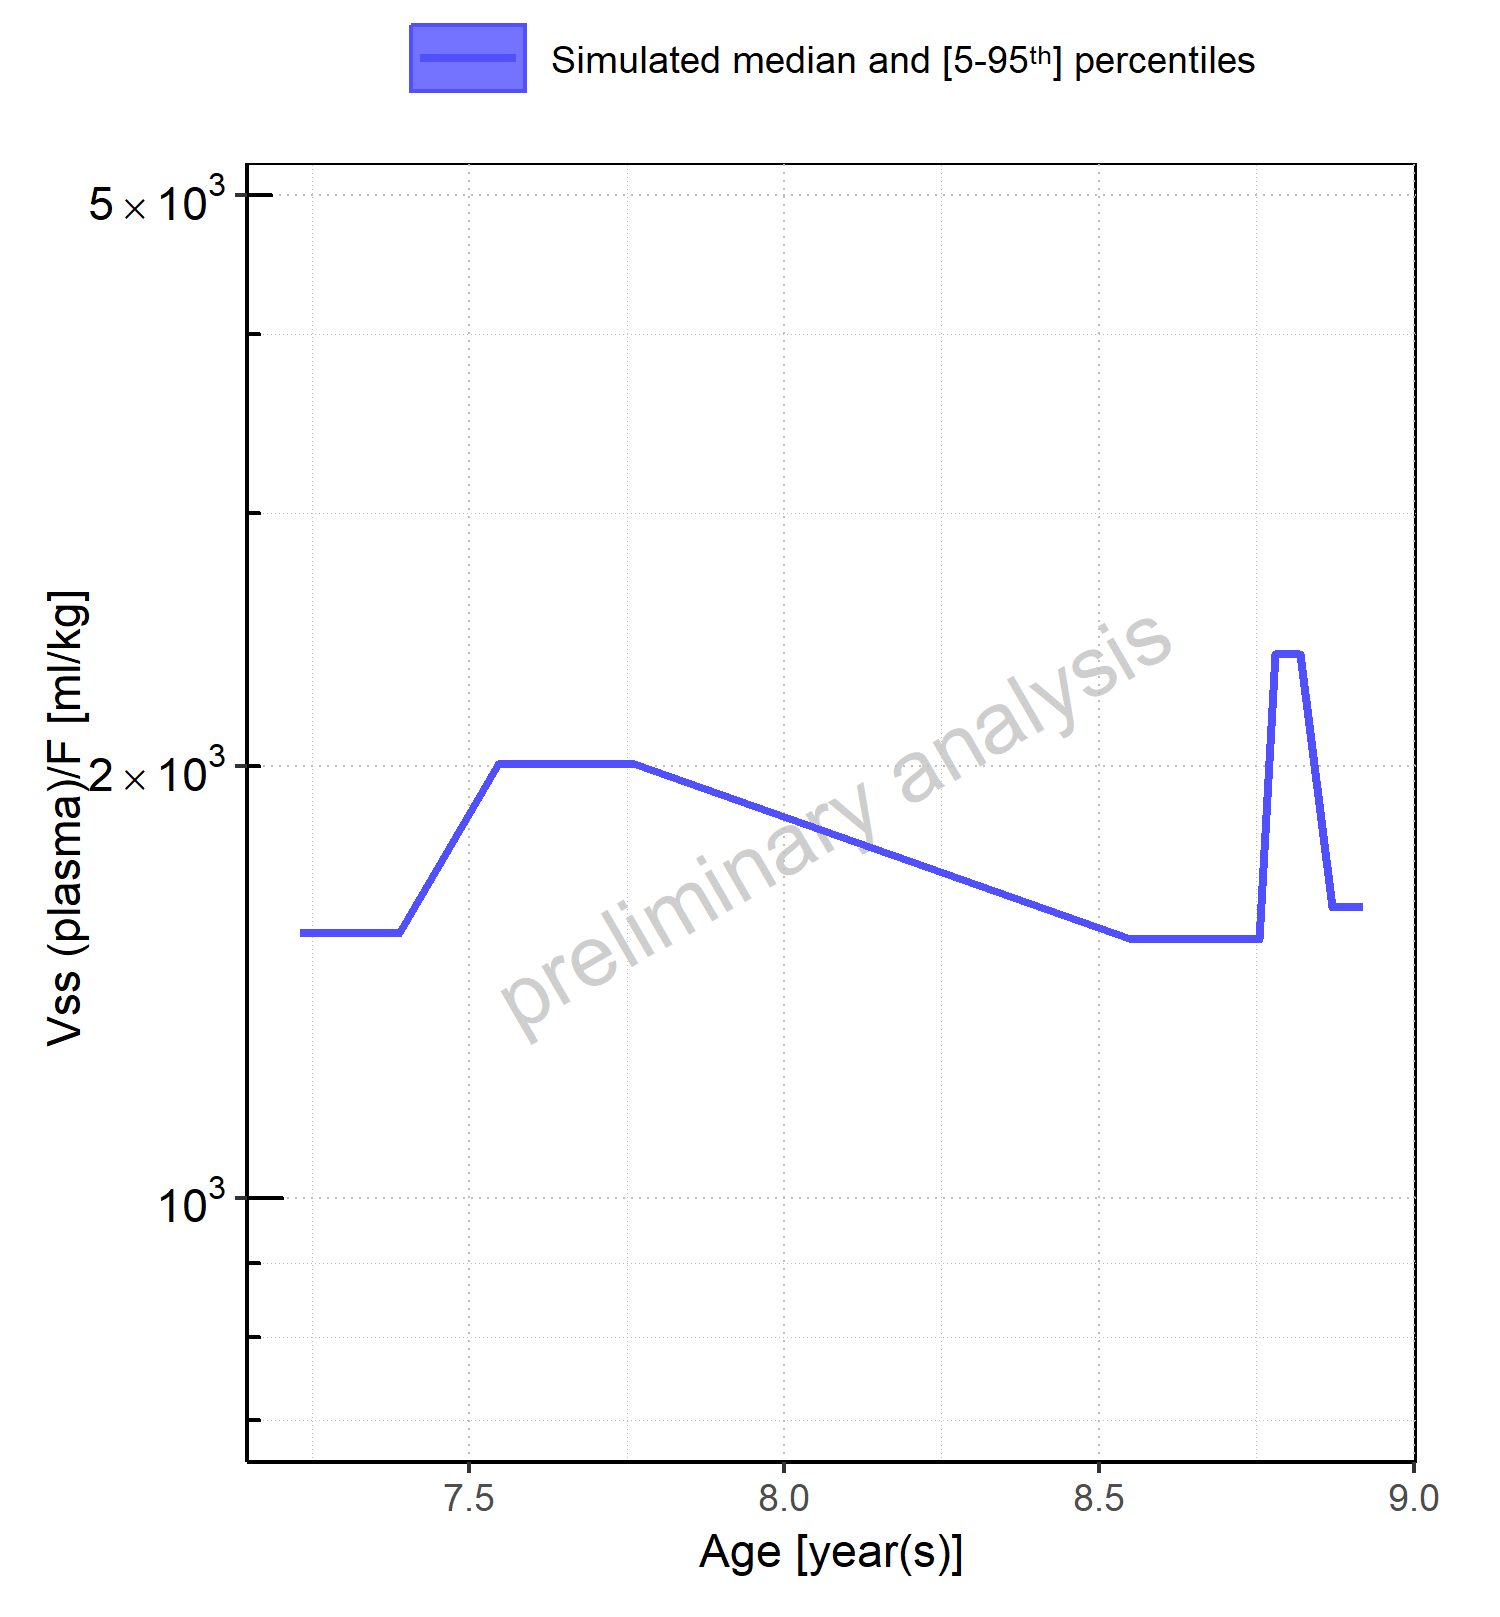 Simulated median and [5-95ᵗʰ] percentiles
5 × 10³
2 × 10³
10³
Vss (plasma)/F [ml/kg]
preliminary analysis
7.5 8.0 8.5 9.0
Age [year(s)]